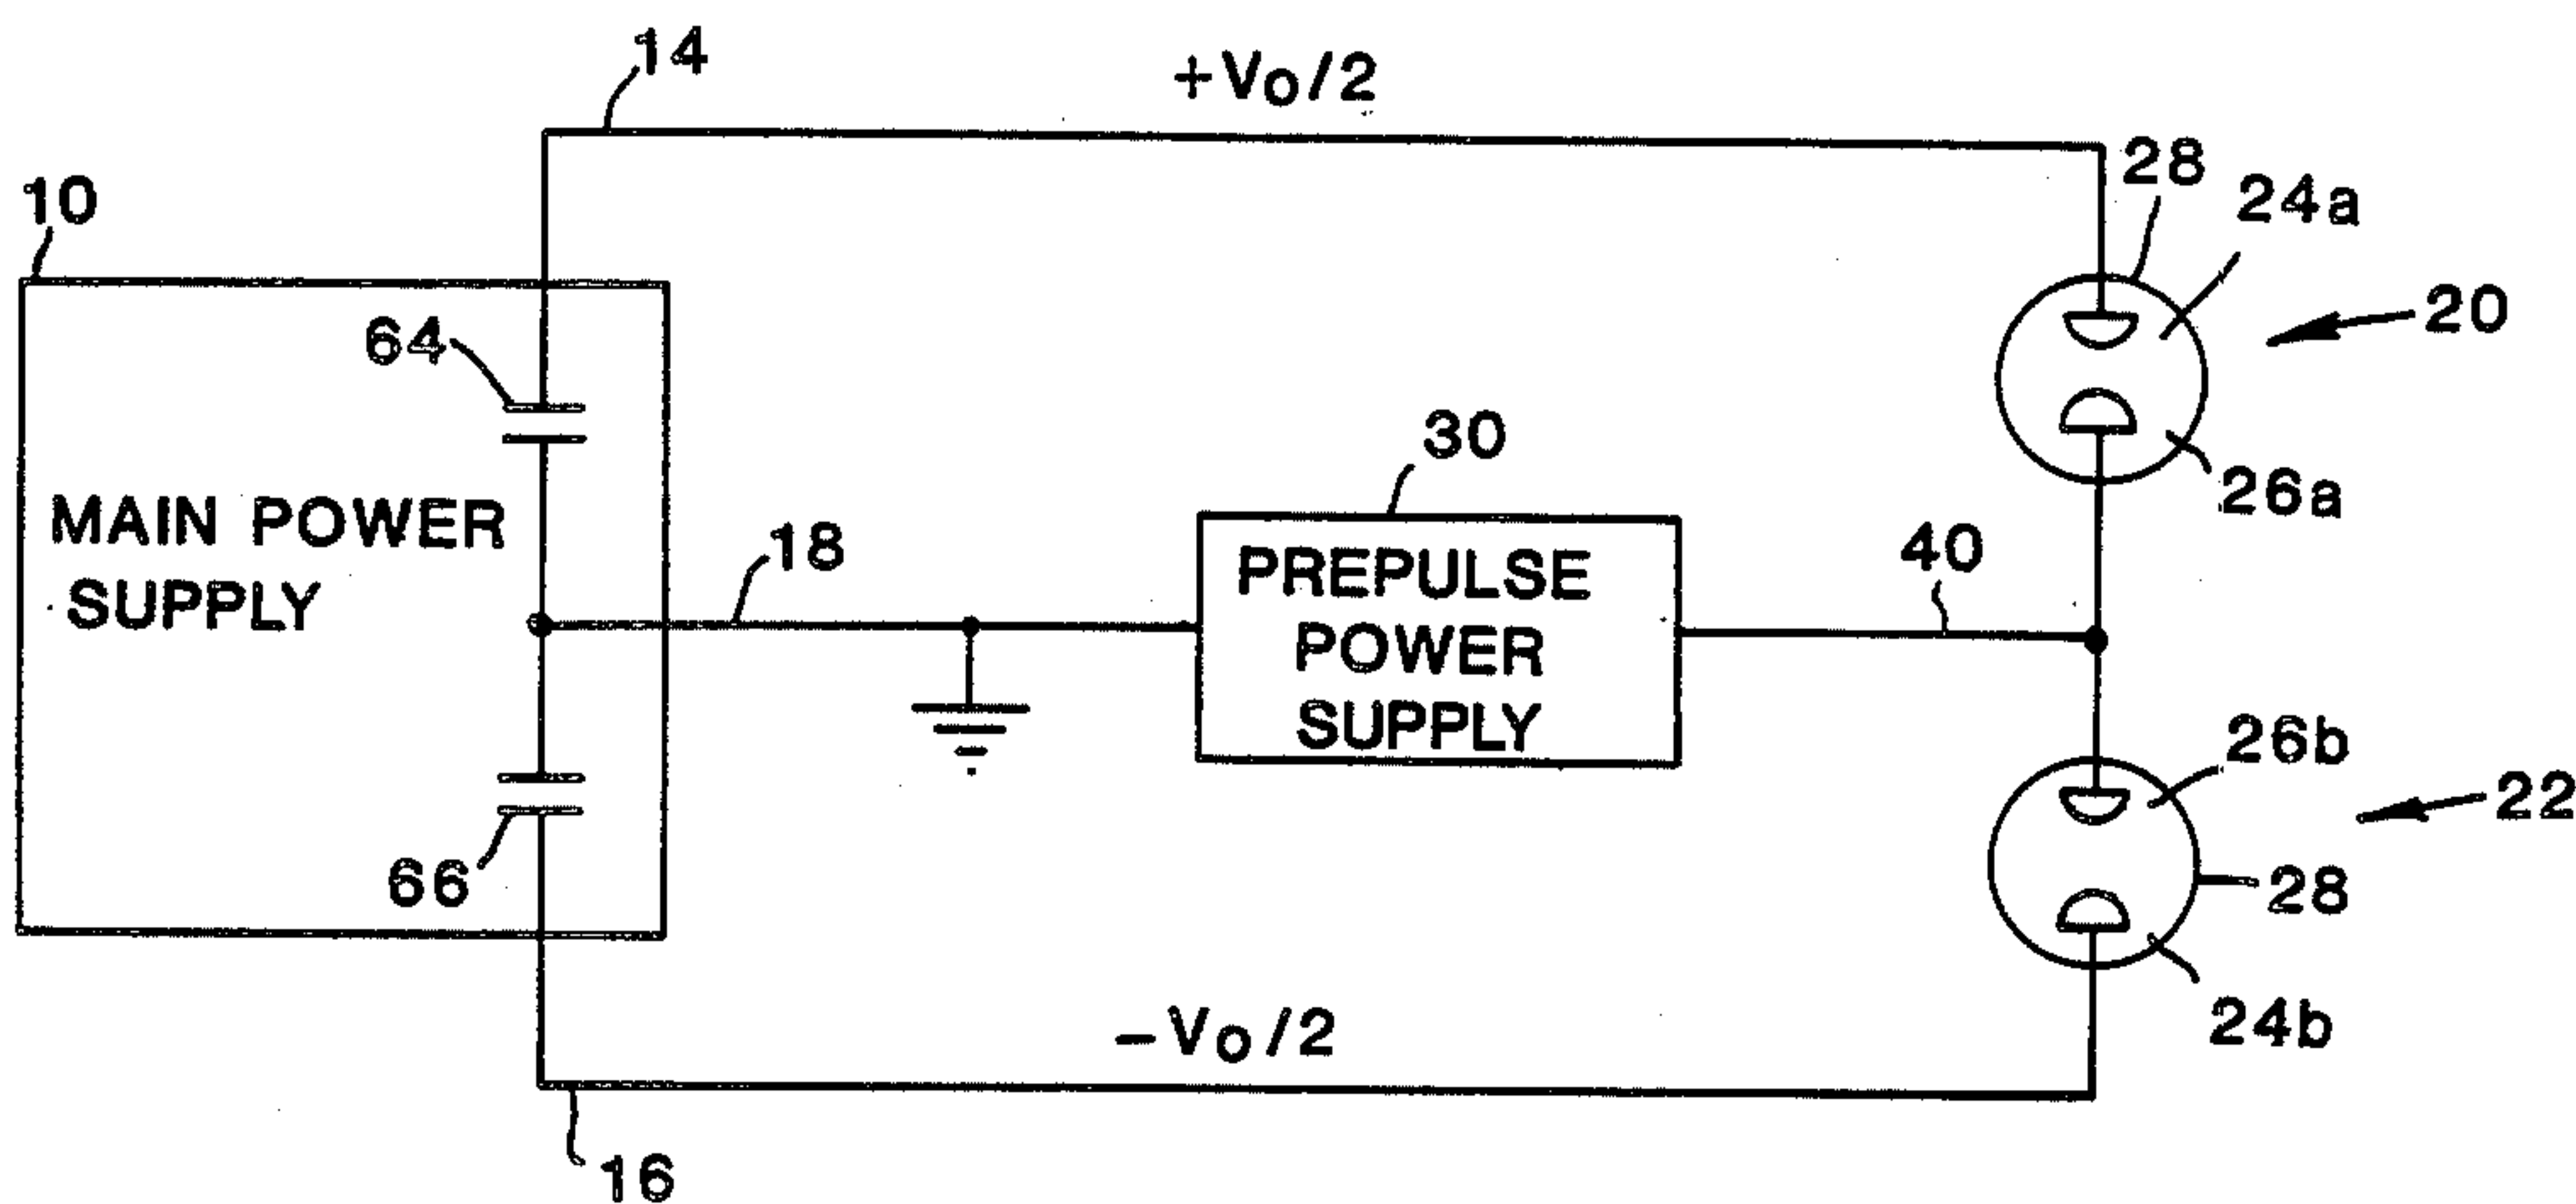 14
+Vo/2
28
10
24a
20
64
30
26a
MAIN POWER
SUPPLY
18
PREPULSE
POWER
SUPPLY
40
26b
22
66
28
24b
-Vo/2
16